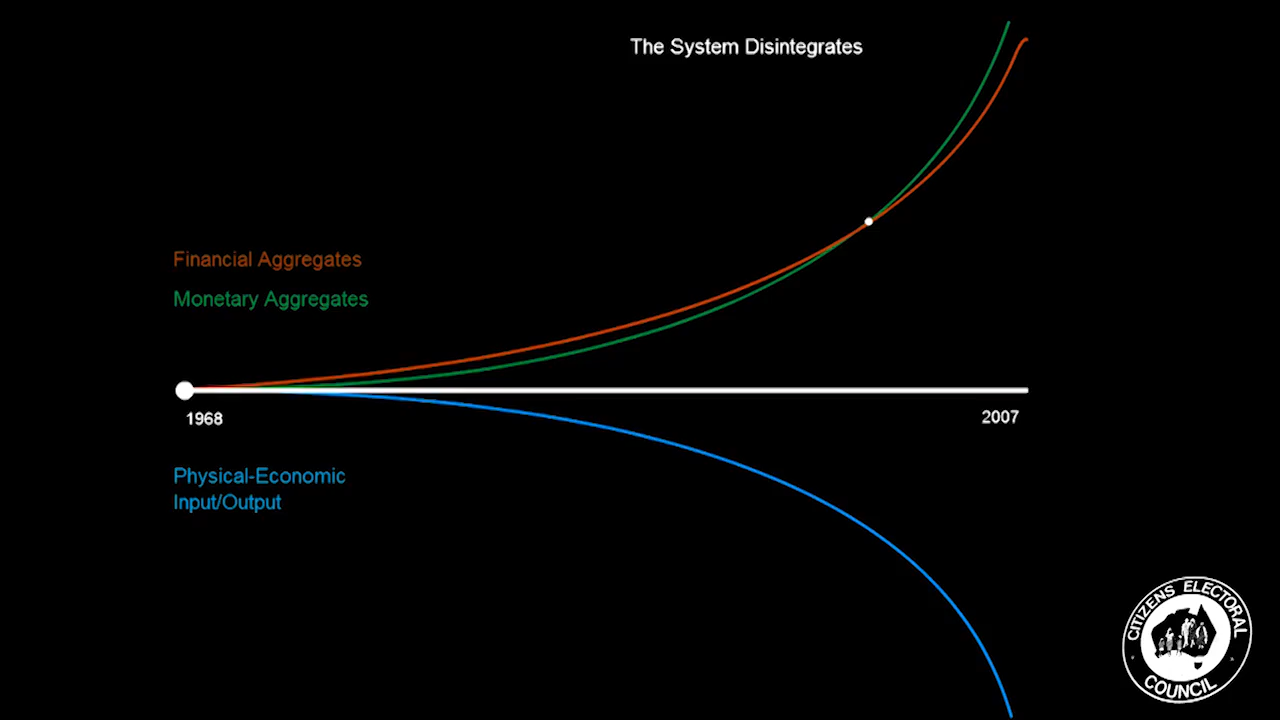 The System Disintegrates
Financial Aggregates
Monetary Aggregates
1968
2007
Physical-Economic
Input/Output
CITIZENS ELECTORAL
COUNCIL